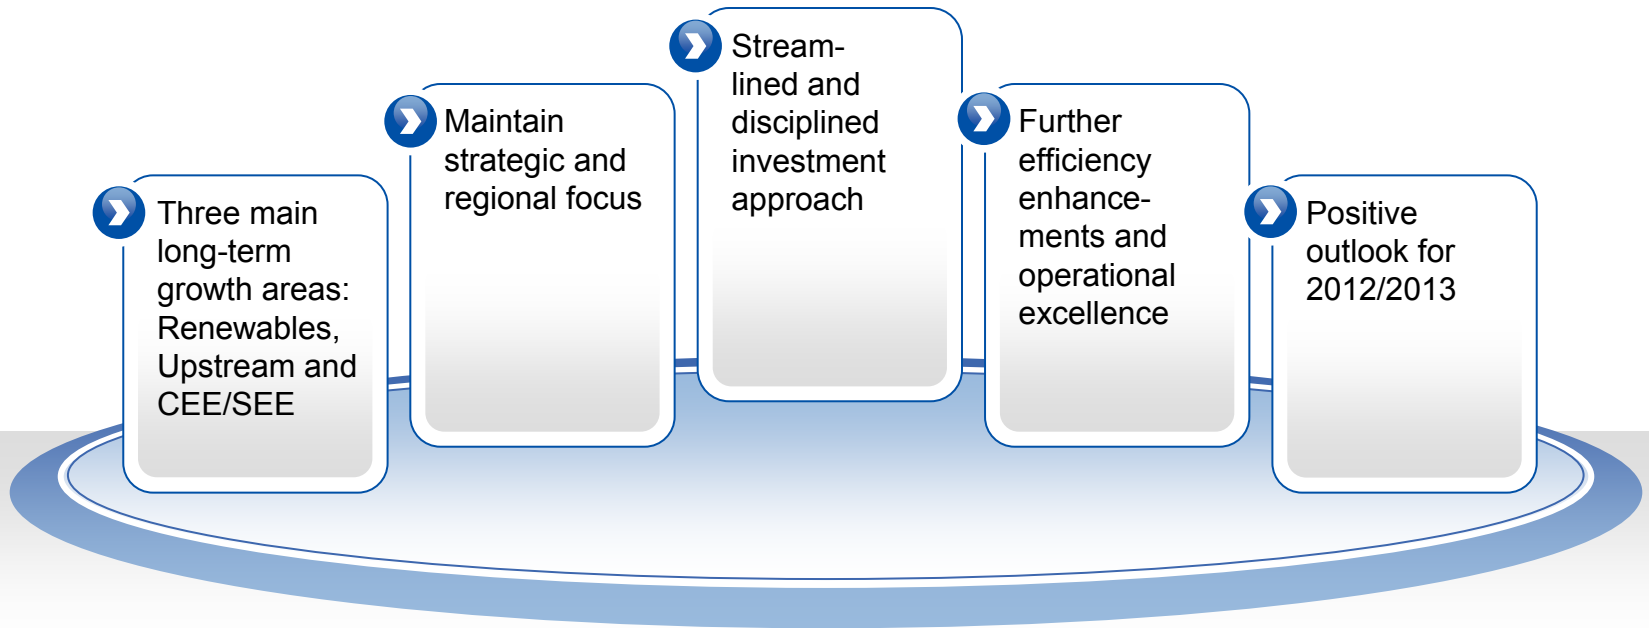 Three main
long-term
growth areas:
Renewables,
Upstream and
CEE/SEE
Maintain
strategic and
regional focus
Stream-
lined and
disciplined
investment
approach
Further
efficiency
enhance-
ments and
operational
excellence
Positive
outlook for
2012/2013